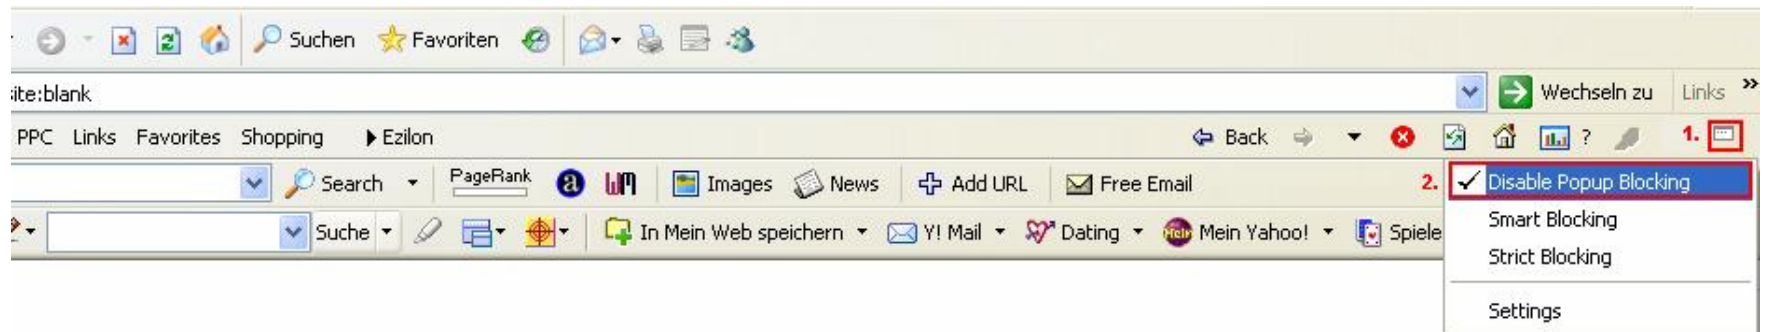 Suchen Favoriten
site:blank Wechseln zu Links »
PPC Links Favorites Shopping Ezilon Back ? 1.
Search PageRank a Images News Add URL Free Email 2. Disable Popup Blocking
Smart Blocking
Suche In Mein Web speichern Y! Mail Dating Mein Yahoo! Spiele
Strict Blocking
Settings